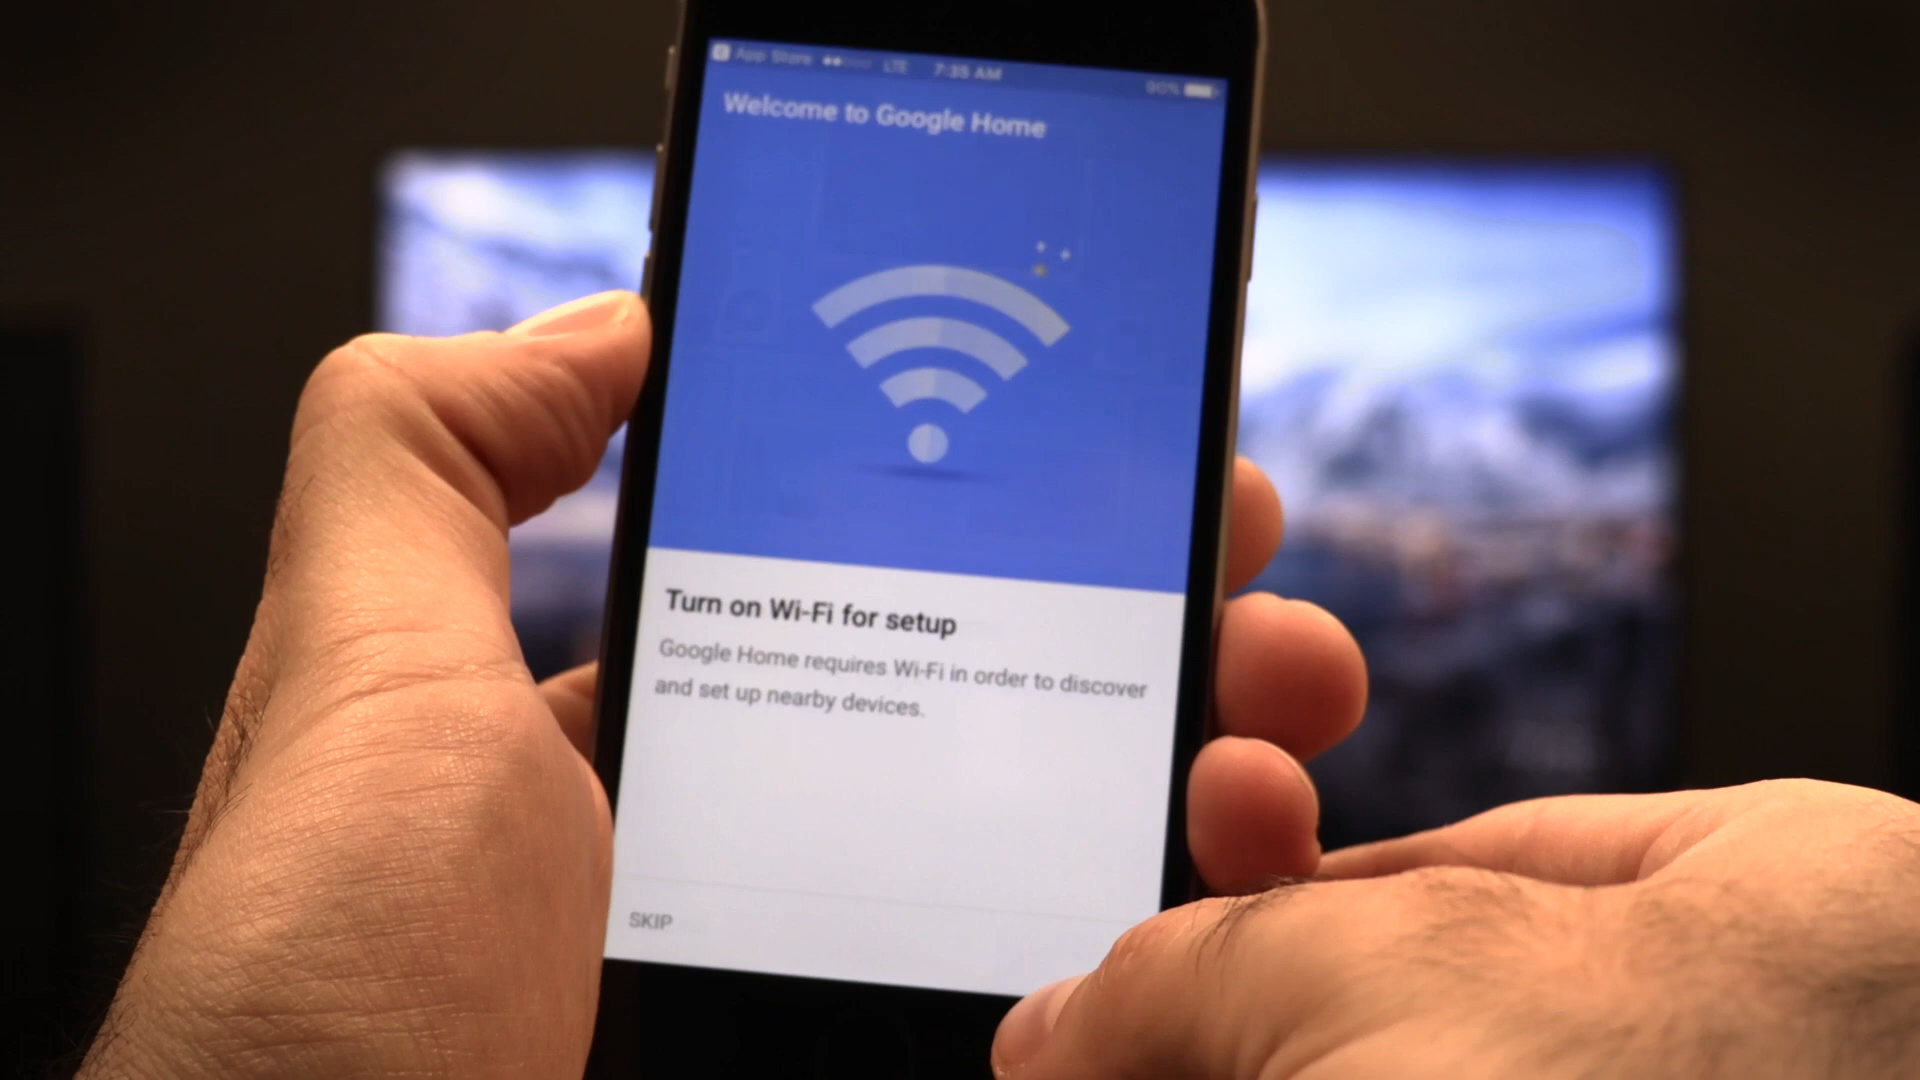 App Store LTE 7:35 AM 90%
Welcome to Google Home
Turn on Wi-Fi for setup
Google Home requires Wi-Fi in order to discover
and set up nearby devices.
SKIP